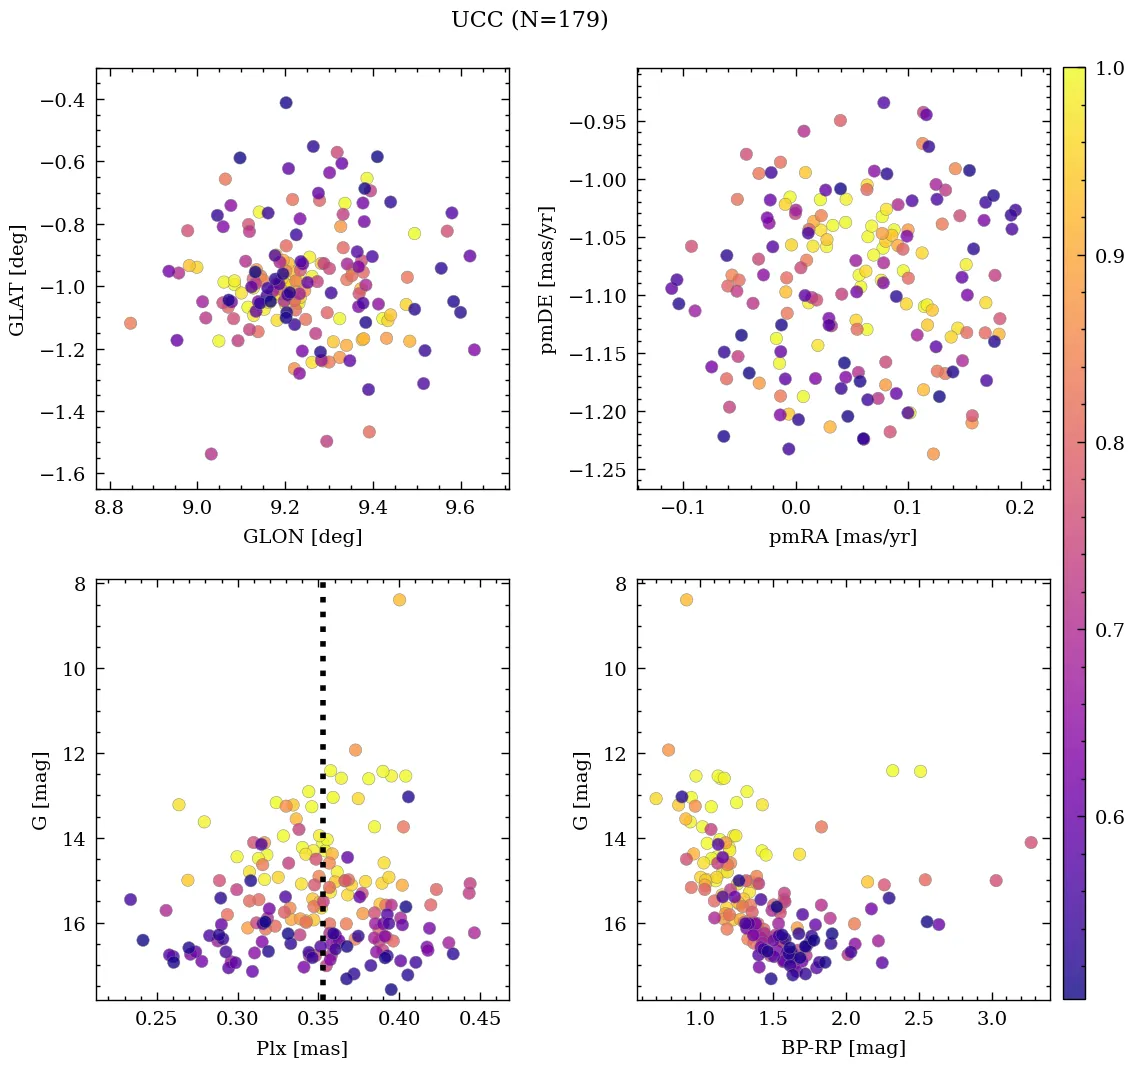 UCC (N=179)
−0.4
−0.6
−0.8
−1.0
−1.2
−1.4
−1.6
GLAT [deg]
8.8 9.0 9.2 9.4 9.6
GLON [deg]
−0.95
−1.00
−1.05
−1.10
−1.15
−1.20
−1.25
pmDE [mas/yr]
−0.1 0.0 0.1 0.2
pmRA [mas/yr]
1.0
0.9
0.8
0.7
0.6
8
10
12
14
16
G [mag]
0.25 0.30 0.35 0.40 0.45
Plx [mas]
8
10
12
14
16
G [mag]
1.0 1.5 2.0 2.5 3.0
BP-RP [mag]